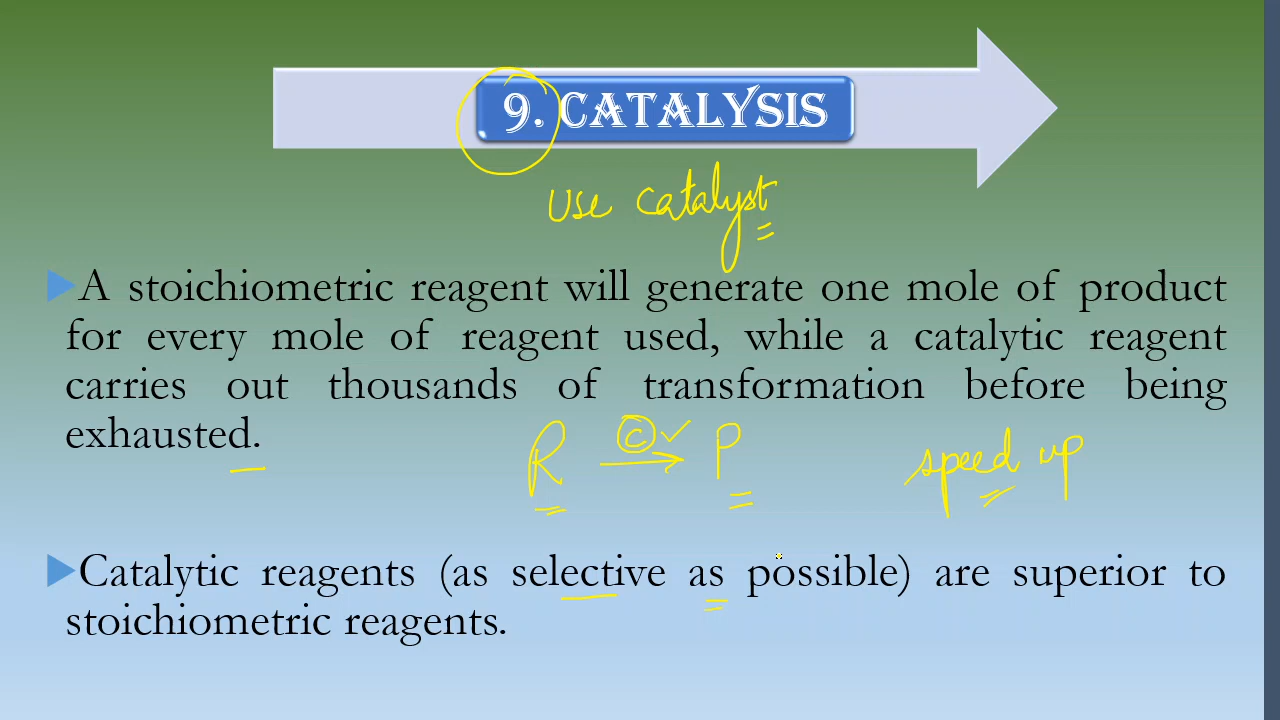 9. CATALYSIS
use catalyst
A stoichiometric reagent will generate one mole of product
for every mole of reagent used, while a catalytic reagent
carries out thousands of transformation before being
exhausted.
R → P
© ✓
speed up
Catalytic reagents (as selective as possible) are superior to
stoichiometric reagents.